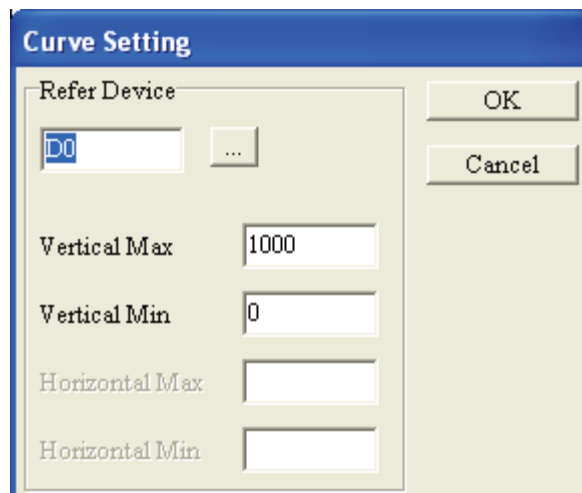 Curve Setting
Refer Device
D0
...
OK
Cancel
Vertical Max
1000
Vertical Min
0
Horizontal Max
Horizontal Min